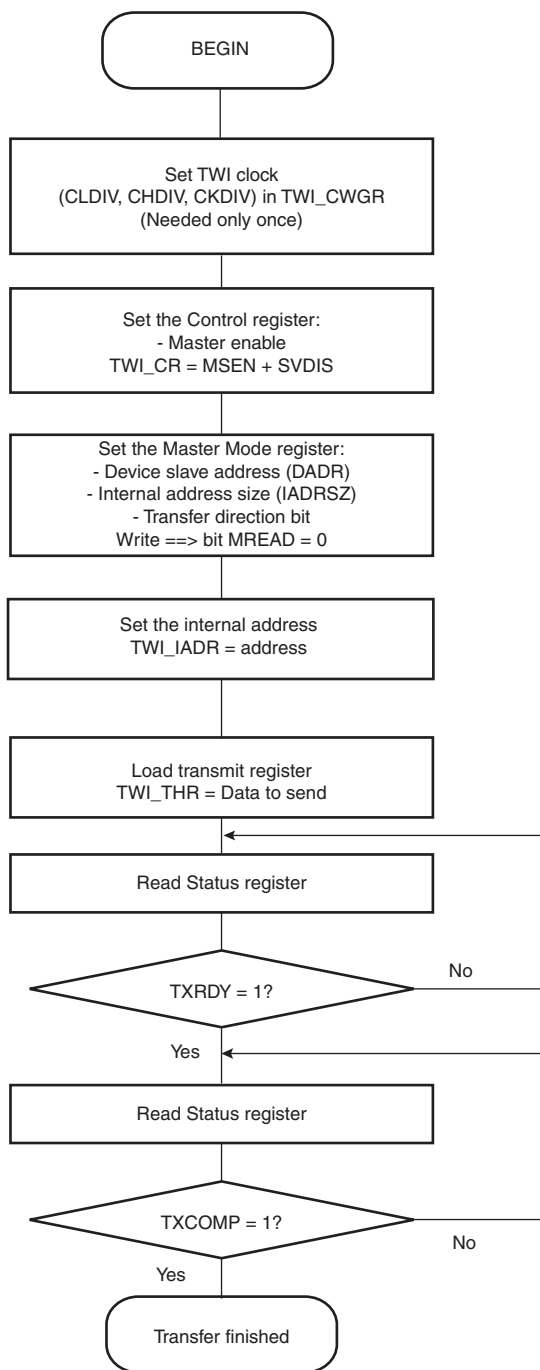 BEGIN
Set TWI clock
(CLDIV, CHDIV, CKDIV) in TWI_CWGR
(Needed only once)
Set the Control register:
- Master enable
TWI_CR = MSEN + SVDIS
Set the Master Mode register:
- Device slave address (DADR)
- Internal address size (IADRSZ)
- Transfer direction bit
Write ==> bit MREAD = 0
Set the internal address
TWI_IADR = address
Load transmit register
TWI_THR = Data to send
Read Status register
TXRDY = 1?
No
Yes
Read Status register
TXCOMP = 1?
No
Yes
Transfer finished